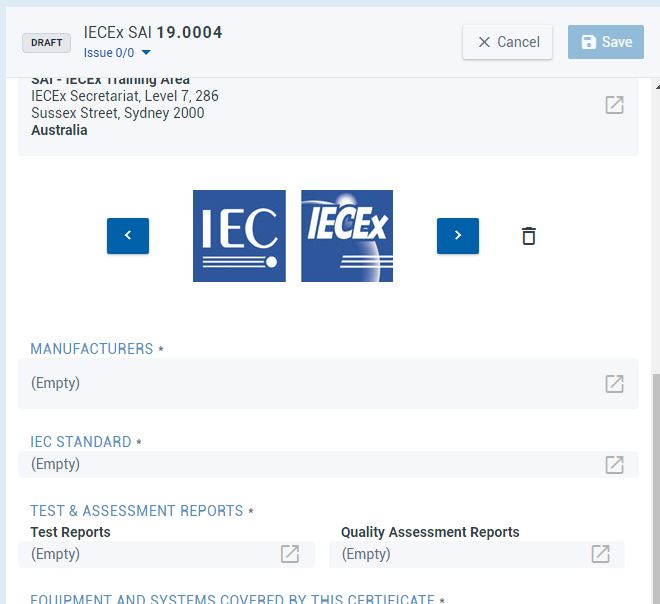 DRAFT
IECEx SAI 19.0004
Issue 0/0
Cancel
Save
SAI - IECEx Training Area
IECEx Secretariat, Level 7, 286
Sussex Street, Sydney 2000
Australia
IEC
IECEx
MANUFACTURERS *
(Empty)
IEC STANDARD *
(Empty)
TEST & ASSESSMENT REPORTS *
Test Reports
Quality Assessment Reports
(Empty)
(Empty)
EQUIPMENT AND SYSTEMS COVERED BY THIS CERTIFICATE *